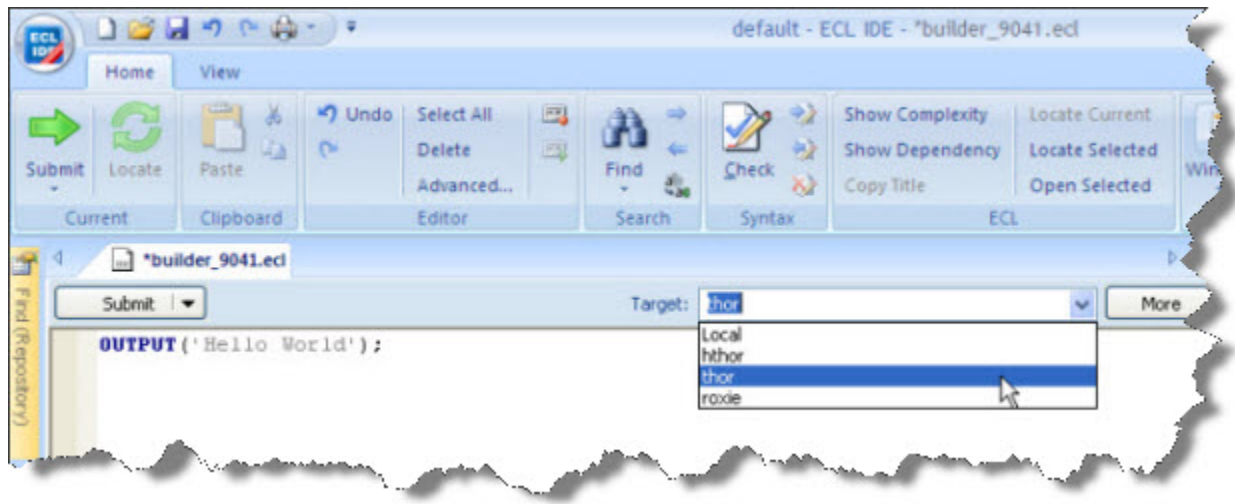 ECL
IDE
default - ECL IDE - *builder_9041.ecl
Home View
Undo Select All Show Complexity Locate Current
Delete Show Dependency Locate Selected
Submit Locate Paste Advanced... Find Check Copy Title Open Selected
Current Clipboard Editor Search Syntax ECL
*builder_9041.ecl
Find (Repository)
Submit Target: thor More
OUTPUT('Hello World');
Local
hthor
thor
roxie